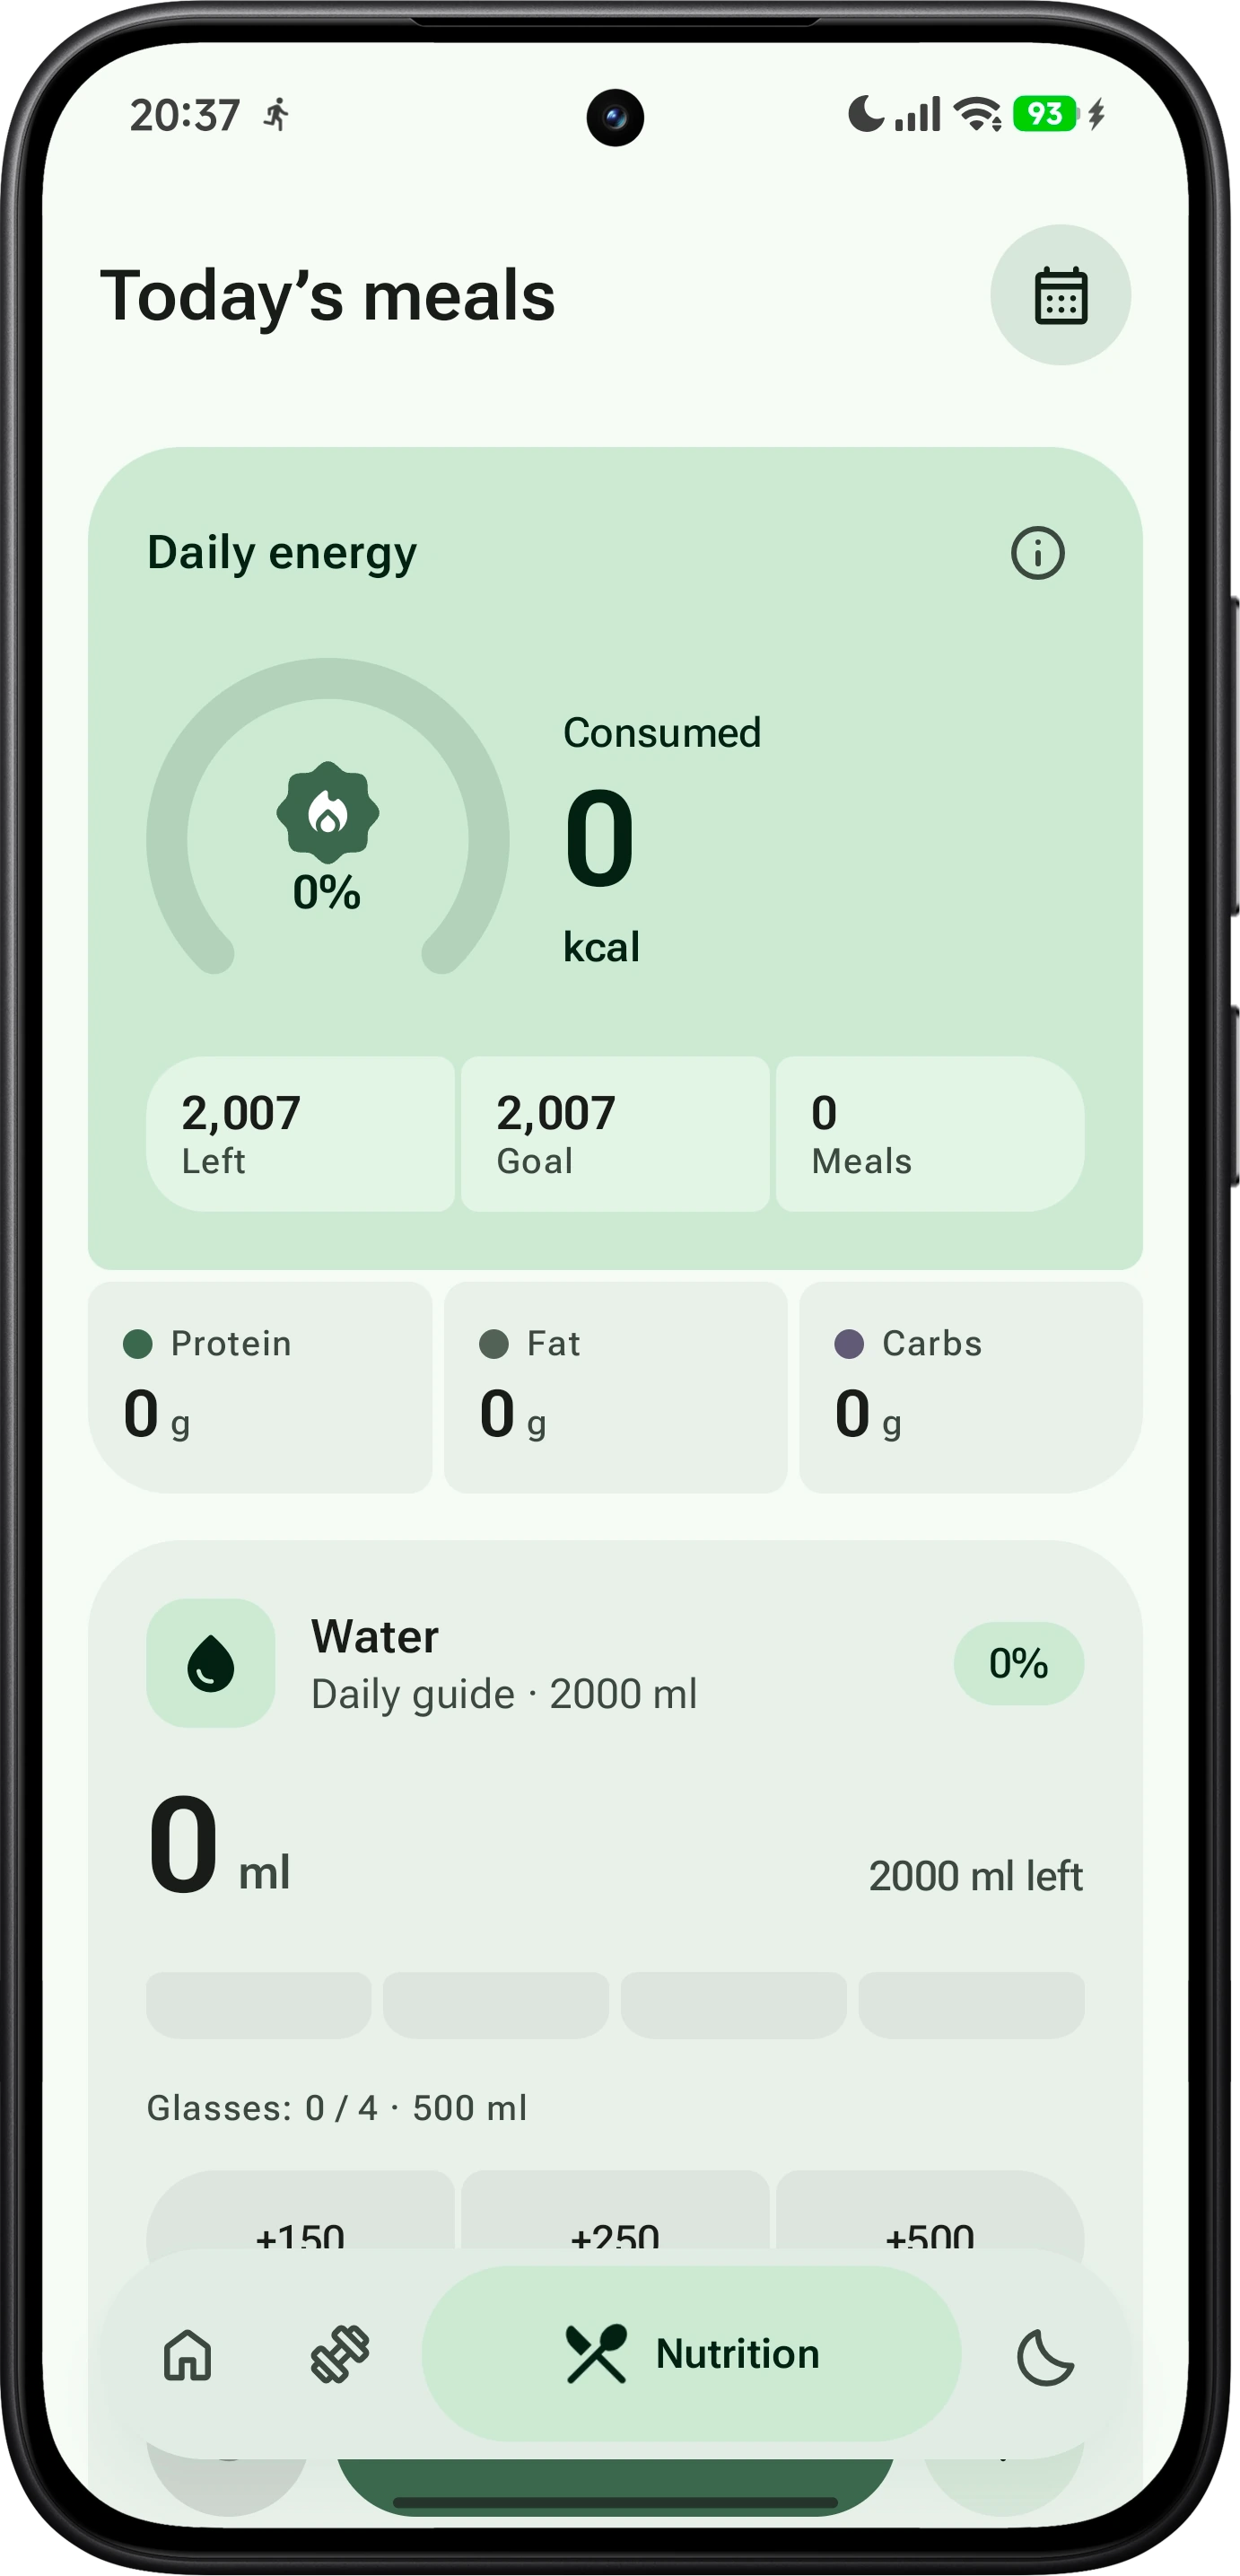 20:37
93
Today’s meals
Daily energy
0%
Consumed
0
kcal
2,007
Left
2,007
Goal
0
Meals
Protein
0 g
Fat
0 g
Carbs
0 g
Water
Daily guide · 2000 ml
0%
0 ml
2000 ml left
Glasses: 0 / 4 · 500 ml
+150
+250
+500
Nutrition